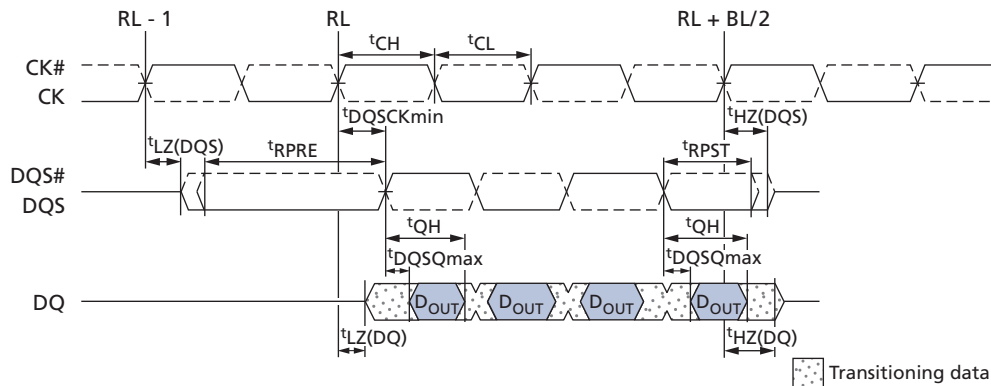 RL - 1 RL RL + BL/2
tCH tCL
CK#
CK
tDQSCKmin tHZ(DQS)
tLZ(DQS) tRPRE tRPST
DQS#
DQS
tQH tQH
tDQSQmax tDQSQmax
DQ DOUT DOUT DOUT DOUT
tLZ(DQ) tHZ(DQ)
Transitioning data